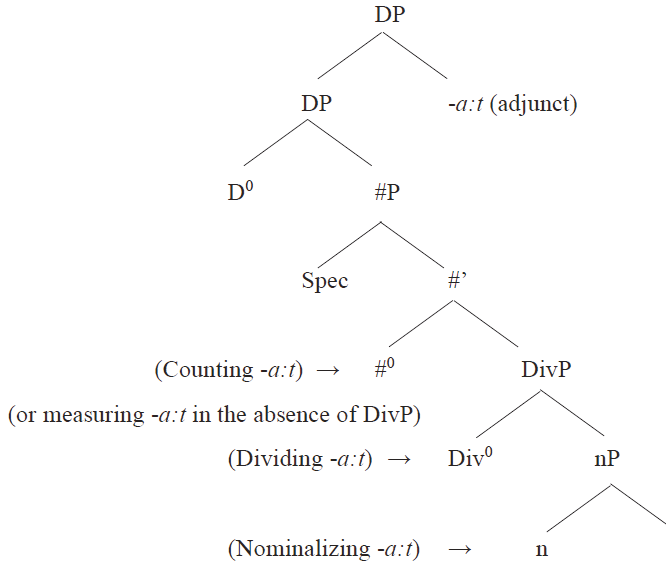 DP
DP -a:t (adjunct)
D⁰ #P
Spec #’
(Counting -a:t) → #⁰ DivP
(or measuring -a:t in the absence of DivP)
(Dividing -a:t) → Div⁰ nP
(Nominalizing -a:t) → n